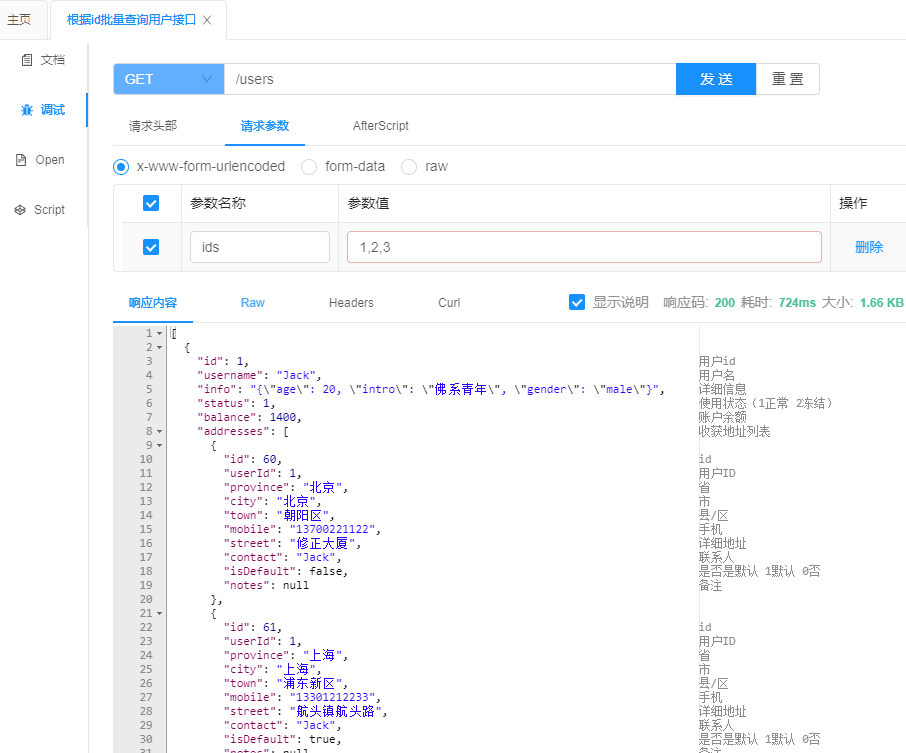 主页 根据id批量查询用户接口
文档
调试
Open
Script
GET /users 发 送 重 置
请求头部 请求参数 AfterScript
x-www-form-urlencoded form-data raw
参数名称 参数值 操作
ids 1,2,3 删除
响应内容 Raw Headers Curl 显示说明 响应码: 200 耗时: 724ms 大小: 1.66 KB
1 [
2 {
3 "id": 1, 用户id
4 "username": "Jack", 用户名
5 "info": "{\"age\": 20, \"intro\": \"佛系青年\", \"gender\": \"male\"}", 详细信息
6 "status": 1, 使用状态（1正常 2冻结）
7 "balance": 1400, 账户余额
8 "addresses": [ 收获地址列表
9 {
10 "id": 60, id
11 "userId": 1, 用户ID
12 "province": "北京", 省
13 "city": "北京", 市
14 "town": "朝阳区", 县/区
15 "mobile": "13700221122", 手机
16 "street": "修正大厦", 详细地址
17 "contact": "Jack", 联系人
18 "isDefault": false, 是否是默认 1默认 0否
19 "notes": null 备注
20 },
21 {
22 "id": 61, id
23 "userId": 1, 用户ID
24 "province": "上海", 省
25 "city": "上海", 市
26 "town": "浦东新区", 县/区
27 "mobile": "13301212233", 手机
28 "street": "航头镇航头路", 详细地址
29 "contact": "Jack", 联系人
30 "isDefault": true, 是否是默认 1默认 0否
31 "notes": null 备注